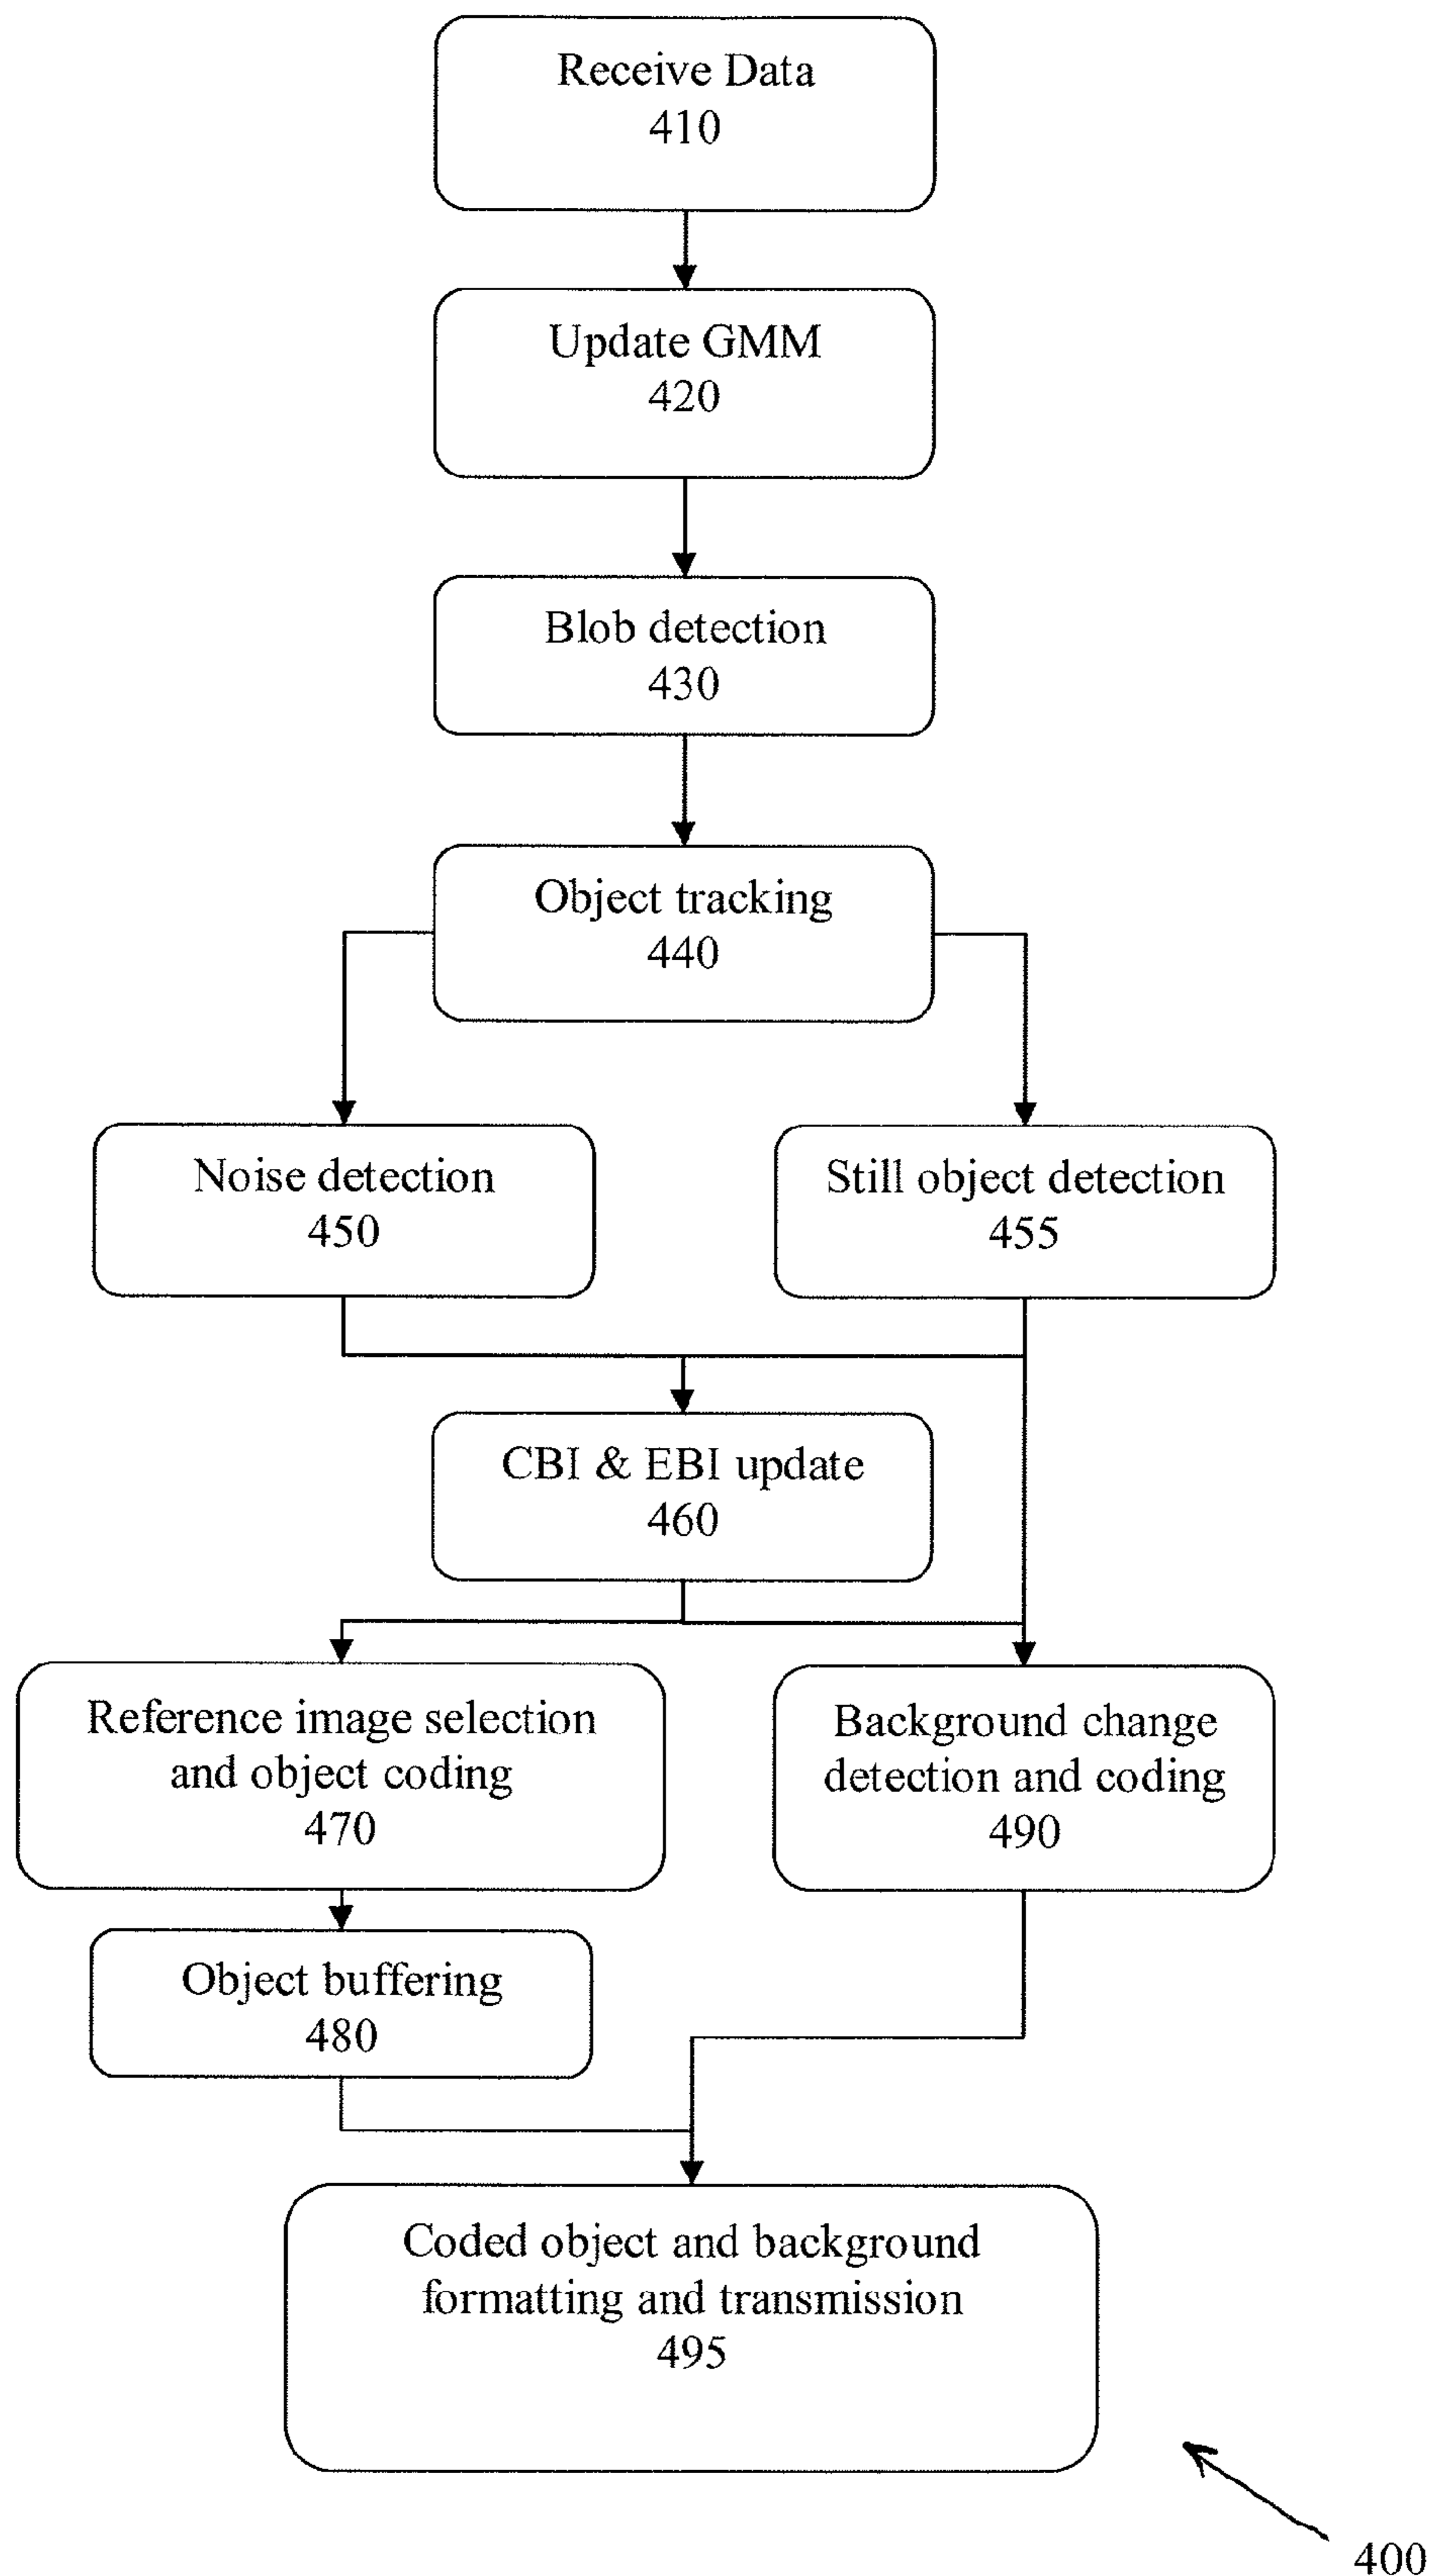 Receive Data
410
Update GMM
420
Blob detection
430
Object tracking
440
Noise detection
450
Still object detection
455
CBI & EBI update
460
Reference image selection
and object coding
470
Background change
detection and coding
490
Object buffering
480
Coded object and background
formatting and transmission
495
400